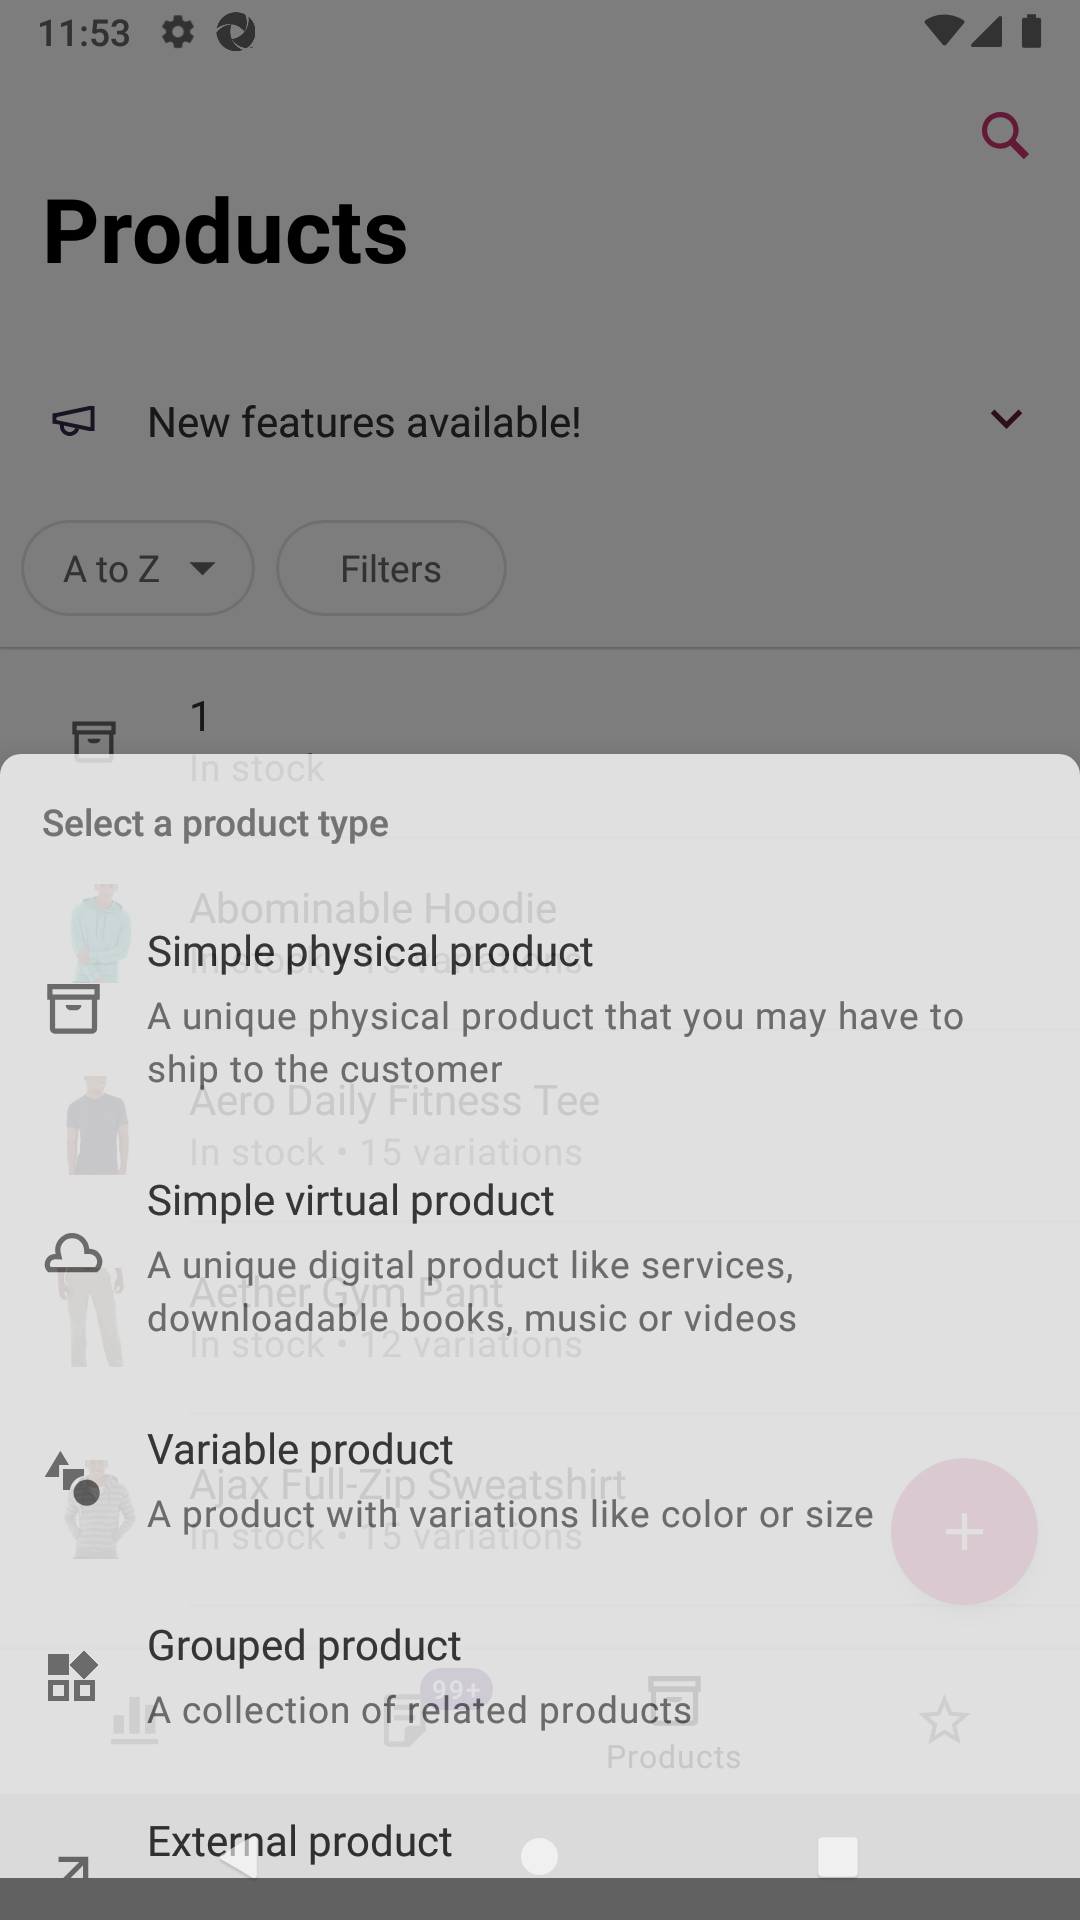 11:53
Products
New features available!
A to Z
Filters
1
In stock
Select a product type
Abominable Hoodie
Simple physical product
In stock • 15 variations
A unique physical product that you may have to
ship to the customer
Aero Daily Fitness Tee
In stock • 15 variations
Simple virtual product
A unique digital product like services,
Aether Gym Pant
downloadable books, music or videos
In stock • 12 variations
Variable product
Ajax Full-Zip Sweatshirt
A product with variations like color or size
In stock • 15 variations
Grouped product
99+
A collection of related products
Products
External product